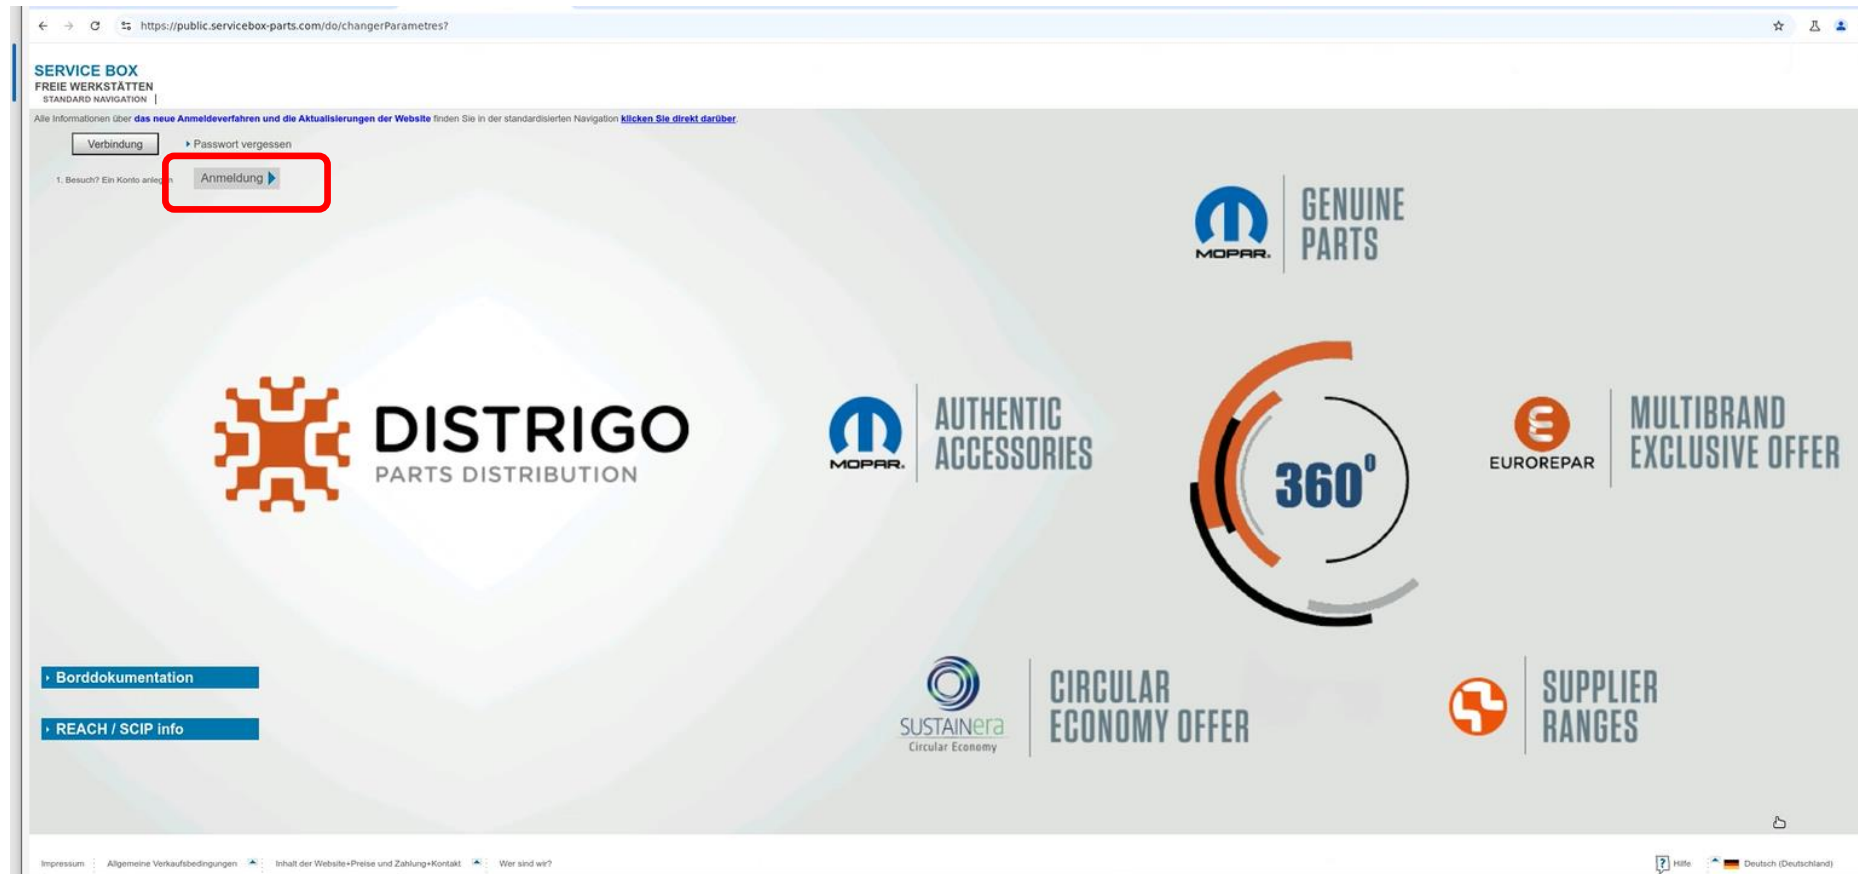 https://public.servicebox-parts.com/do/changerParametres?
SERVICE BOX
FREIE WERKSTÄTTEN
STANDARD NAVIGATION |
Alle Informationen über das neue Anmeldeverfahren und die Aktualisierungen der Website finden Sie in der standardisierten Navigation klicken Sie direkt darüber.
Verbindung
Passwort vergessen
1. Besuch? Ein Konto anlegen
Anmeldung
MOPAR.
GENUINE
PARTS
DISTRIGO
PARTS DISTRIBUTION
MOPAR.
AUTHENTIC
ACCESSORIES
360°
EUROREPAR
MULTIBRAND
EXCLUSIVE OFFER
Borddokumentation
REACH / SCIP info
SUSTAINera
Circular Economy
CIRCULAR
ECONOMY OFFER
SUPPLIER
RANGES
Impressum
Allgemeine Verkaufsbedingungen
Inhalt der Website+Preise und Zahlung+Kontakt
Wer sind wir?
Hilfe
Deutsch (Deutschland)